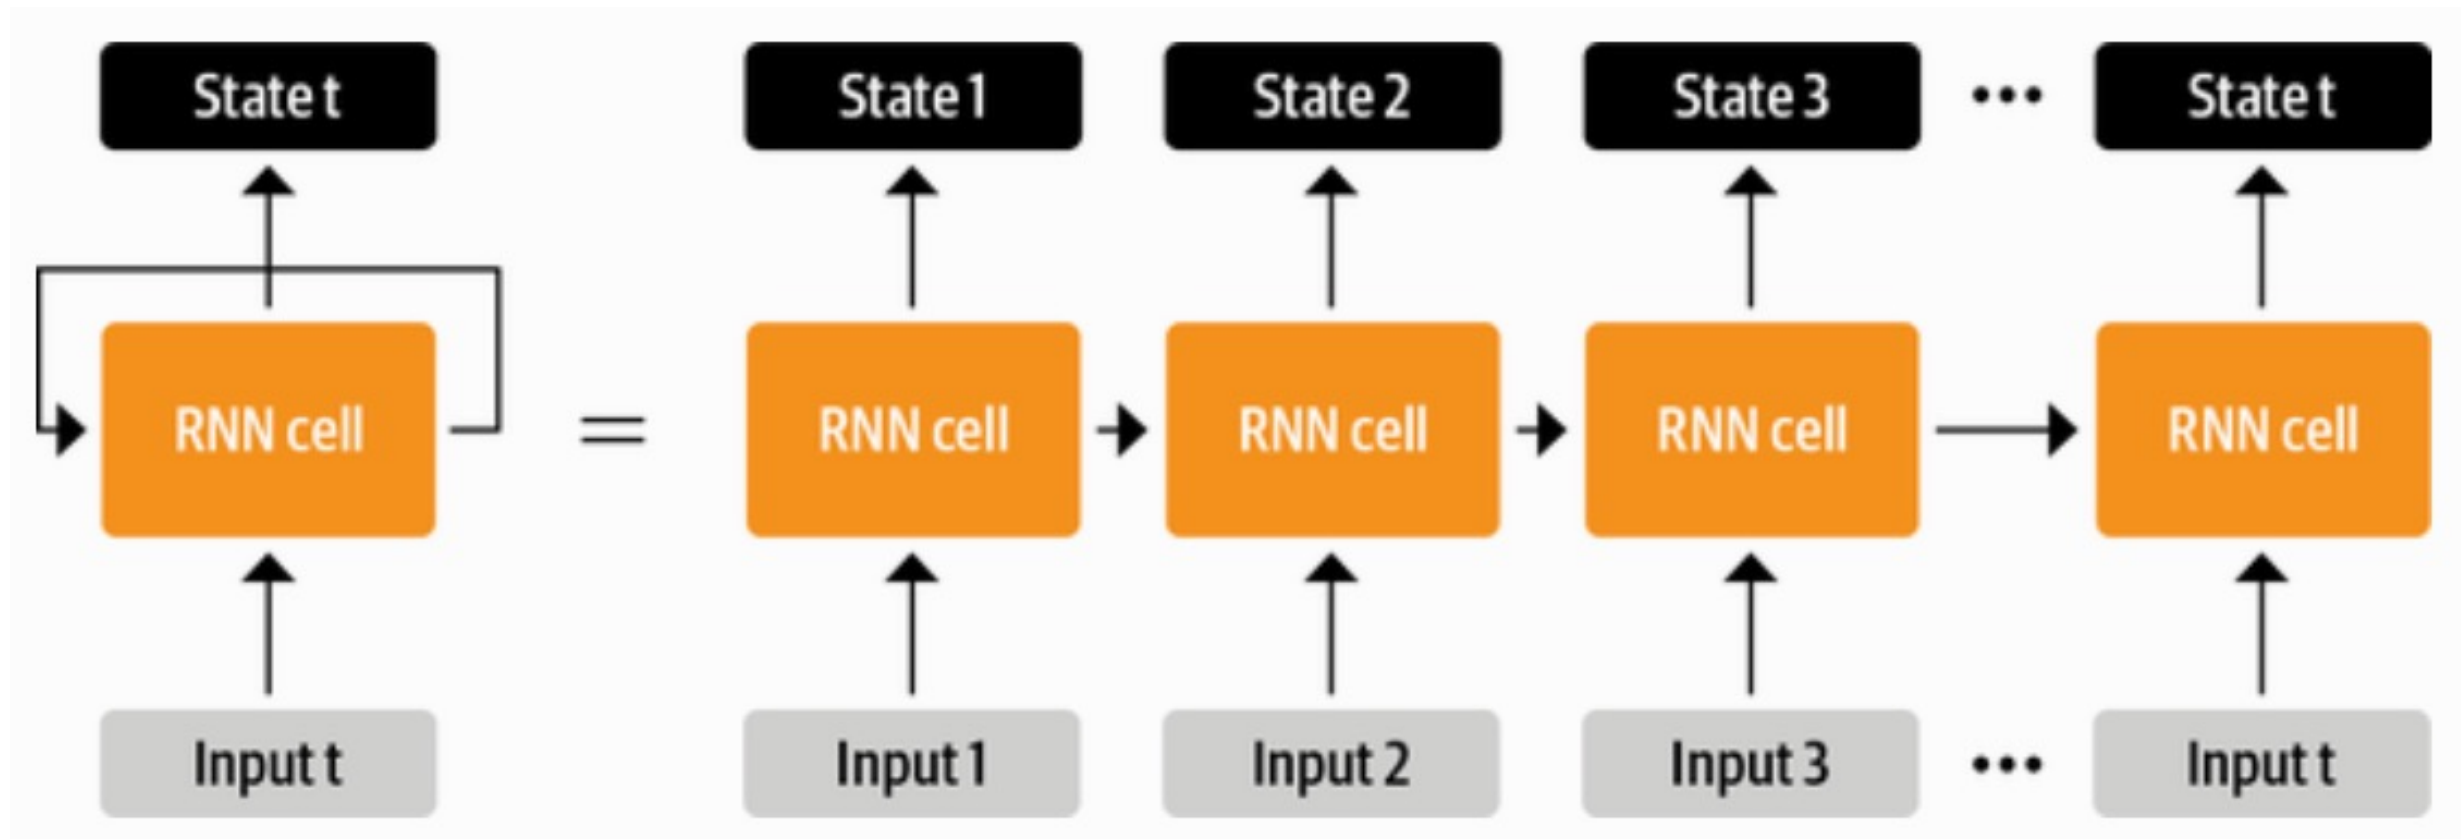 State t
State 1
State 2
State 3
...
State t
RNN cell
=
RNN cell
RNN cell
RNN cell
RNN cell
Input t
Input 1
Input 2
Input 3
...
Input t